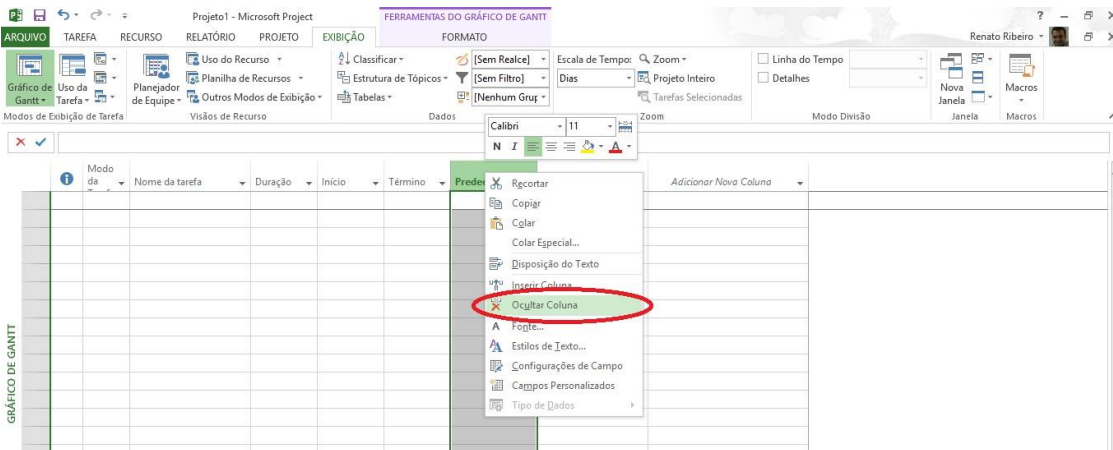 Projeto1 - Microsoft Project
FERRAMENTAS DO GRÁFICO DE GANTT
?
ARQUIVO TAREFA RECURSO RELATÓRIO PROJETO EXIBIÇÃO FORMATO
Renato Ribeiro
Gráfico de Gantt
Uso da Tarefa
Modos de Exibição de Tarefa
Planejador de Equipe
Uso do Recurso
Planilha de Recursos
Outros Modos de Exibição
Visões de Recurso
Classificar
Estrutura de Tópicos
Tabelas
[Sem Realce]
[Sem Filtro]
[Nenhum Grup
Dados
Escala de Tempo:
Dias
Zoom
Projeto Inteiro
Tarefas Selecionadas
Zoom
Linha do Tempo
Detalhes
Modo Divisão
Nova Janela
Janela
Macros
Macros
Calibri 11
N I A
Modo da
Nome da tarefa
Duração
Início
Término
Predec
Adicionar Nova Coluna
Recortar
Copiar
Colar
Colar Especial...
Disposição do Texto
Inserir Coluna
Ocultar Coluna
A Fonte...
Estilos de Texto...
Configurações de Campo
Campos Personalizados
Tipo de Dados
GRÁFICO DE GANTT